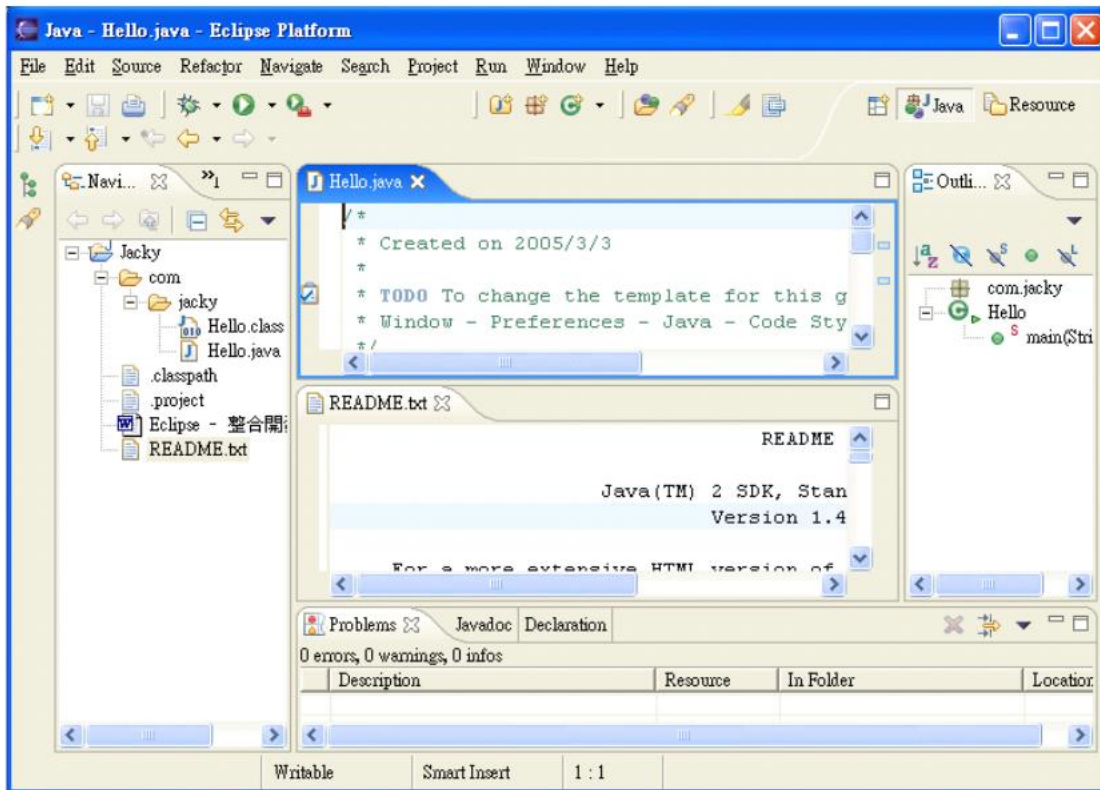 Java - Hello.java - Eclipse Platform
File Edit Source Refactor Navigate Search Project Run Window Help
Java Resource
Navi... »1
Jacky
com
jacky
Hello.class
Hello.java
.classpath
.project
Eclipse - 整合開
README.txt
Hello.java
/*
* Created on 2005/3/3
*
* TODO To change the template for this g
* Window - Preferences - Java - Code Sty
*/
README.txt
README
Java(TM) 2 SDK, Stan
Version 1.4
For a more extensive HTML version of
Outli...
com.jacky
Hello
main(Stri
Problems Javadoc Declaration
0 errors, 0 warnings, 0 infos
Description Resource In Folder Location
Writable Smart Insert 1 : 1